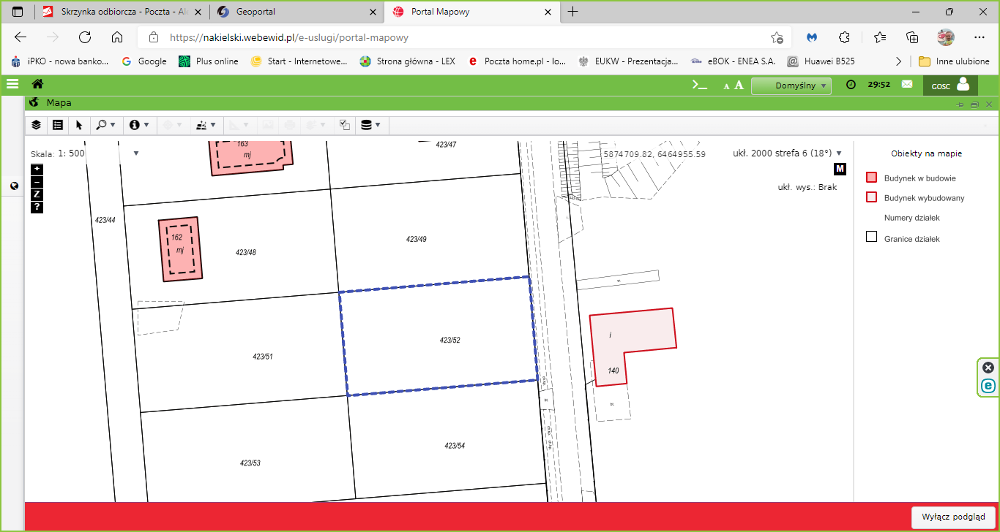 Skrzynka odbiorcza - Poczta - Ale
Geoportal
Portal Mapowy
https://nakielski.webewid.pl/e-uslugi/portal-mapowy
iPKO - nowa banko...
Google
Plus online
Start - Internetowe...
Strona główna - LEX
Poczta home.pl - lo...
EUKW - Prezentacja...
eBOK - ENEA S.A.
Huawei B525
Inne ulubione
A A
Domyślny
29:52
GOSC
Mapa
Skala: 1: 500
163
mj
423/47
5874709.82, 6464955.59
ukł. 2000 strefa 6 (18°)
M
ukł. wys.: Brak
+
−
Z
?
Obiekty na mapie
Budynek w budowie
Budynek wybudowany
Numery działek
Granice działek
423/44
162
mj
423/48
423/49
423/51
423/52
i
140
bt.
bt.
bt.
423/53
423/54
Wyłącz podgląd